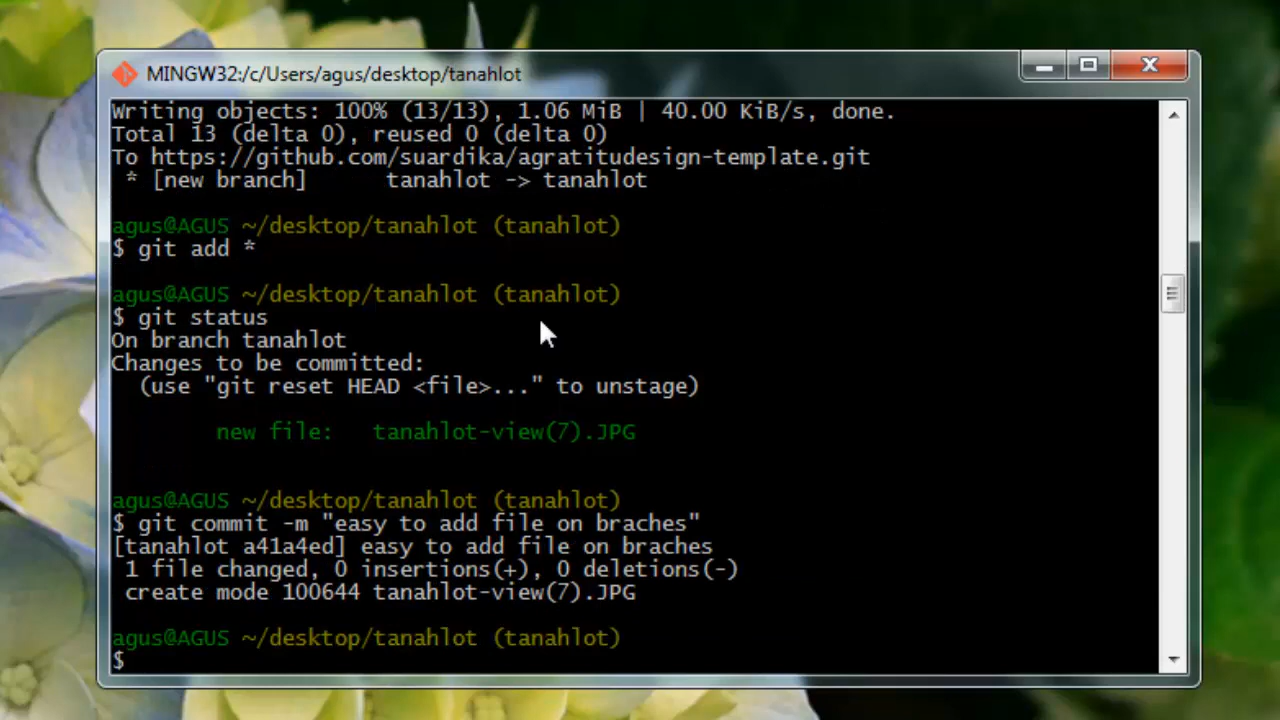 MINGW32:/c/Users/agus/desktop/tanahlot
Writing objects: 100% (13/13), 1.06 MiB | 40.00 KiB/s, done.
Total 13 (delta 0), reused 0 (delta 0)
To https://github.com/suardika/agratitudesign-template.git
 * [new branch]      tanahlot -> tanahlot
agus@AGUS ~/desktop/tanahlot (tanahlot)
$ git add *
agus@AGUS ~/desktop/tanahlot (tanahlot)
$ git status
On branch tanahlot
Changes to be committed:
  (use "git reset HEAD <file>..." to unstage)
        new file:   tanahlot-view(7).JPG
agus@AGUS ~/desktop/tanahlot (tanahlot)
$ git commit -m "easy to add file on braches"
[tanahlot a41a4ed] easy to add file on braches
 1 file changed, 0 insertions(+), 0 deletions(-)
 create mode 100644 tanahlot-view(7).JPG
agus@AGUS ~/desktop/tanahlot (tanahlot)
$